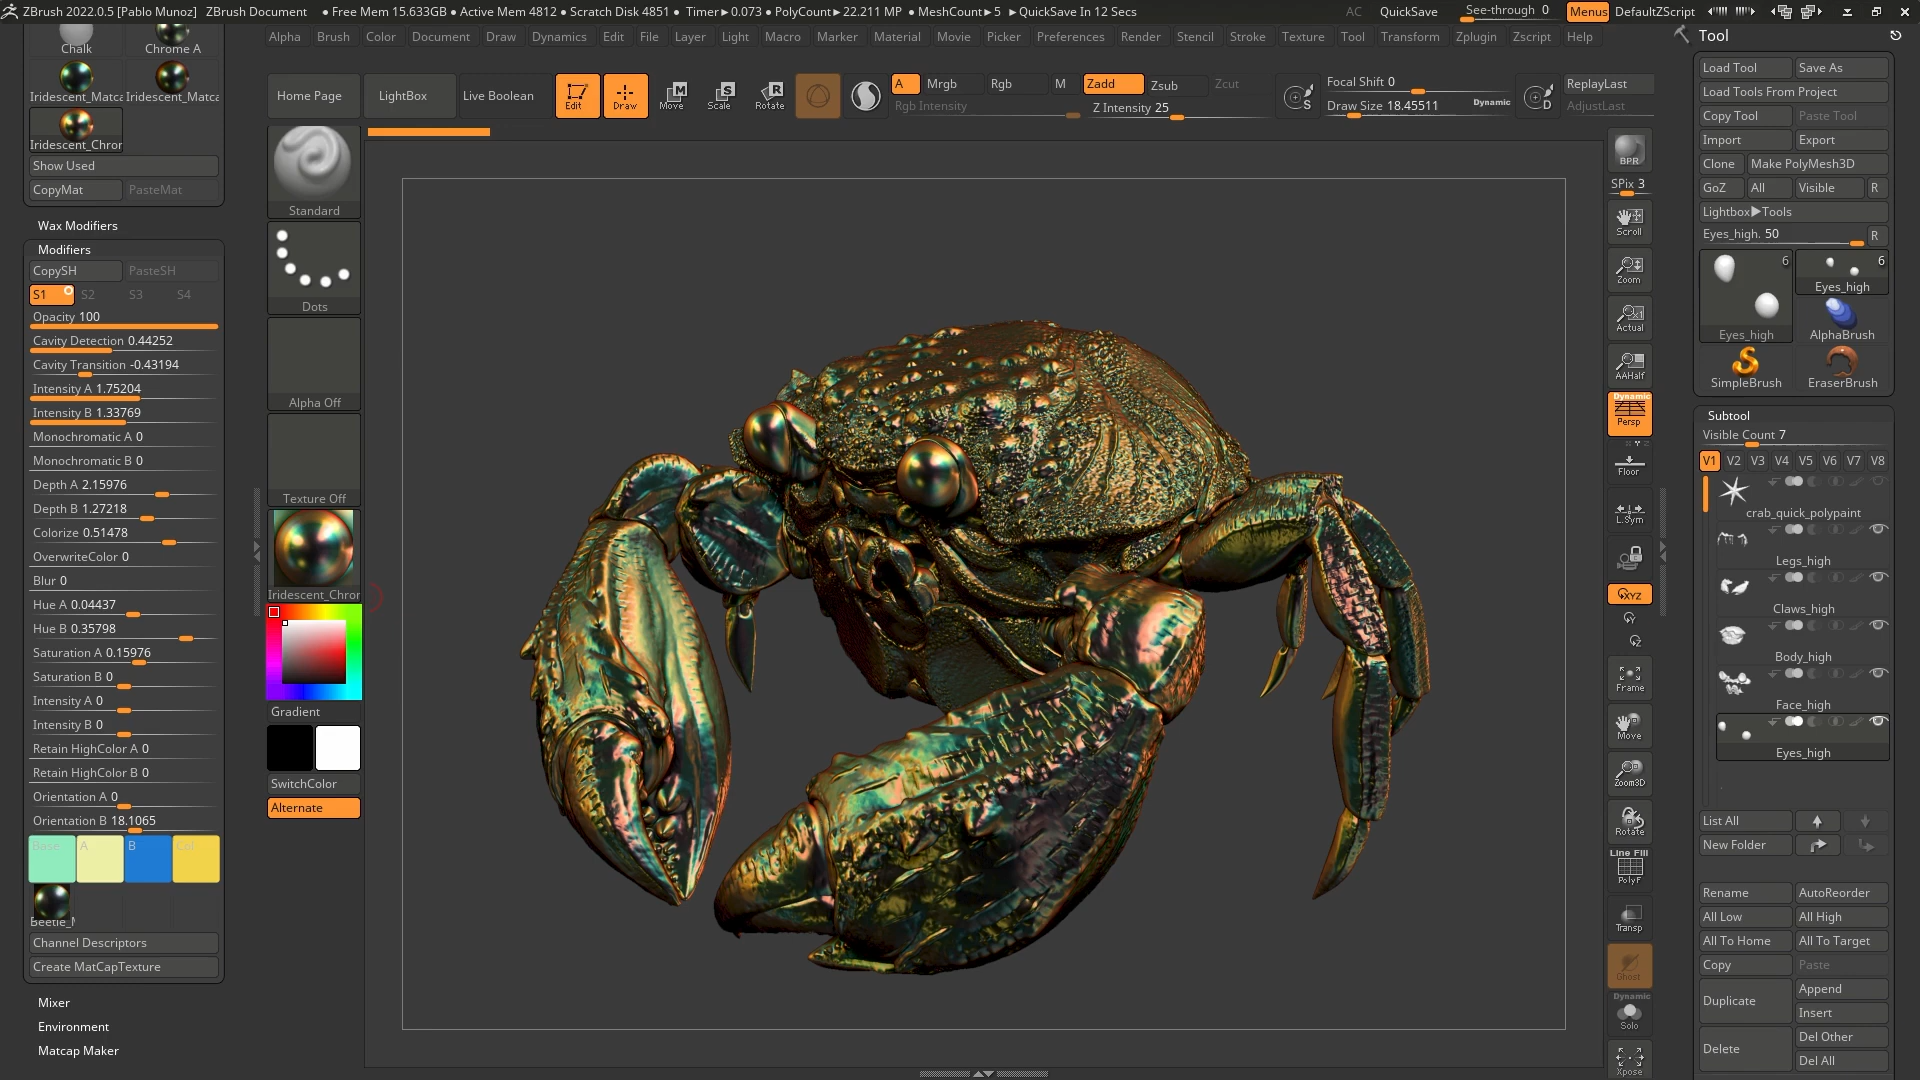 ZBrush 2022.0.5 [Pablo Munoz] ZBrush Document • Free Mem 15.633GB • Active Mem 4812 • Scratch Disk 4851 • Timer►0.073 • PolyCount►22.211 MP • MeshCount►5 ►QuickSave In 12 Secs AC QuickSave See-through 0 Menus DefaultZScript
Alpha Brush Color Document Draw Dynamics Edit File Layer Light Macro Marker Material Movie Picker Preferences Render Stencil Stroke Texture Tool Transform Zplugin Zscript Help
Chalk Chrome A
Iridescent_Matca Iridescent_Matca
Iridescent_Chror
Show Used
CopyMat PasteMat
Wax Modifiers
Modifiers
CopySH PasteSH
S1 S2 S3 S4
Opacity 100
Cavity Detection 0.44252
Cavity Transition -0.43194
Intensity A 1.75204
Intensity B 1.33769
Monochromatic A 0
Monochromatic B 0
Depth A 2.15976
Depth B 1.27218
Colorize 0.51478
OverwriteColor 0
Blur 0
Hue A 0.04437
Hue B 0.35798
Saturation A 0.15976
Saturation B 0
Intensity A 0
Intensity B 0
Retain HighColor A 0
Retain HighColor B 0
Orientation A 0
Orientation B 18.1065
Base A B Col
Beetle_M
Channel Descriptors
Create MatCapTexture
Mixer
Environment
Matcap Maker
Home Page LightBox Live Boolean Edit Draw Move Scale Rotate
A Mrgb Rgb M Zadd Zsub Zcut
Rgb Intensity Z Intensity 25
Focal Shift 0
Draw Size 18.45511 Dynamic
S D
ReplayLast
AdjustLast
Standard
Dots
Alpha Off
Texture Off
Iridescent_Chror
Gradient
SwitchColor
Alternate
BPR
SPix 3
Scroll
Zoom
Actual
AAHalf
Dynamic
Persp
Floor
L.Sym
XYZ
Frame
Move
Zoom3D
Rotate
Line Fill
PolyF
Transp
Ghost
Dynamic
Solo
Xpose
Tool
Load Tool Save As
Load Tools From Project
Copy Tool Paste Tool
Import Export
Clone Make PolyMesh3D
GoZ All Visible R
Lightbox►Tools
Eyes_high. 50 R
6 6
Eyes_high
Eyes_high AlphaBrush
SimpleBrush EraserBrush
Subtool
Visible Count 7
V1 V2 V3 V4 V5 V6 V7 V8
crab_quick_polypaint
Legs_high
Claws_high
Body_high
Face_high
Eyes_high
List All
New Folder
Rename AutoReorder
All Low All High
All To Home All To Target
Copy Paste
Duplicate Append
Insert
Delete Del Other
Del All